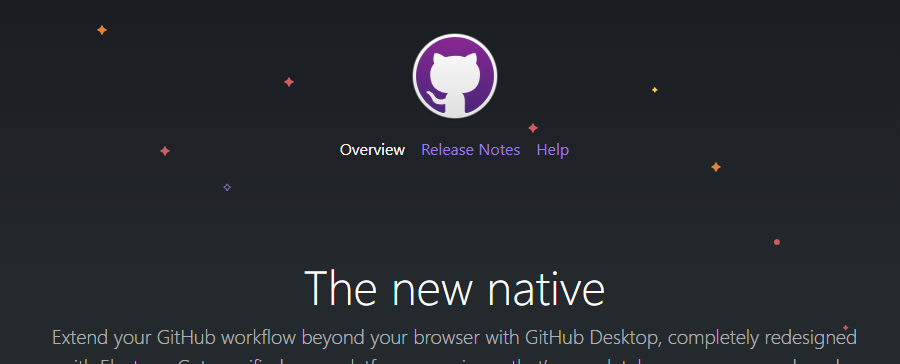 Overview Release Notes Help
The new native
Extend your GitHub workflow beyond your browser with GitHub Desktop, completely redesigned